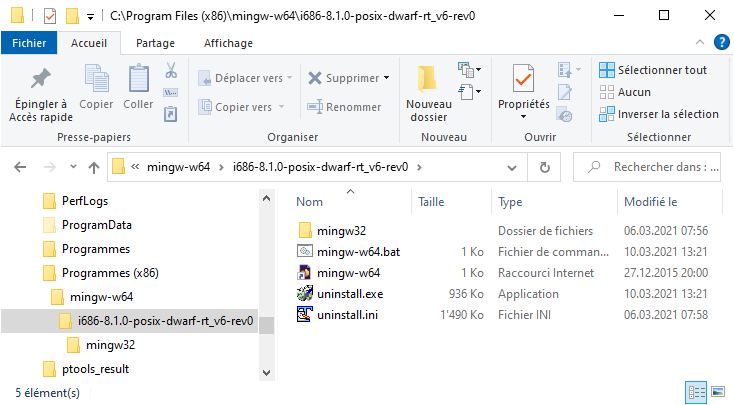 C:\Program Files (x86)\mingw-w64\i686-8.1.0-posix-dwarf-rt_v6-rev0
Fichier Accueil Partage Affichage
Épingler à Accès rapide
Copier
Coller
Presse-papiers
Déplacer vers
Copier vers
Supprimer
Renommer
Organiser
Nouveau dossier
Nouveau
Propriétés
Ouvrir
Sélectionner tout
Aucun
Inverser la sélection
Sélectionner
« mingw-w64 > i686-8.1.0-posix-dwarf-rt_v6-rev0 >
Rechercher dans : ...
PerfLogs
ProgramData
Programmes
Programmes (x86)
mingw-w64
i686-8.1.0-posix-dwarf-rt_v6-rev0
mingw32
ptools_result
Nom Taille Type Modifié le
mingw32 Dossier de fichiers 06.03.2021 07:56
mingw-w64.bat 1 Ko Fichier de comman... 10.03.2021 13:21
mingw-w64 1 Ko Raccourci Internet 27.12.2015 20:00
uninstall.exe 936 Ko Application 10.03.2021 13:21
uninstall.ini 1'490 Ko Fichier INI 06.03.2021 07:58
5 élément(s)